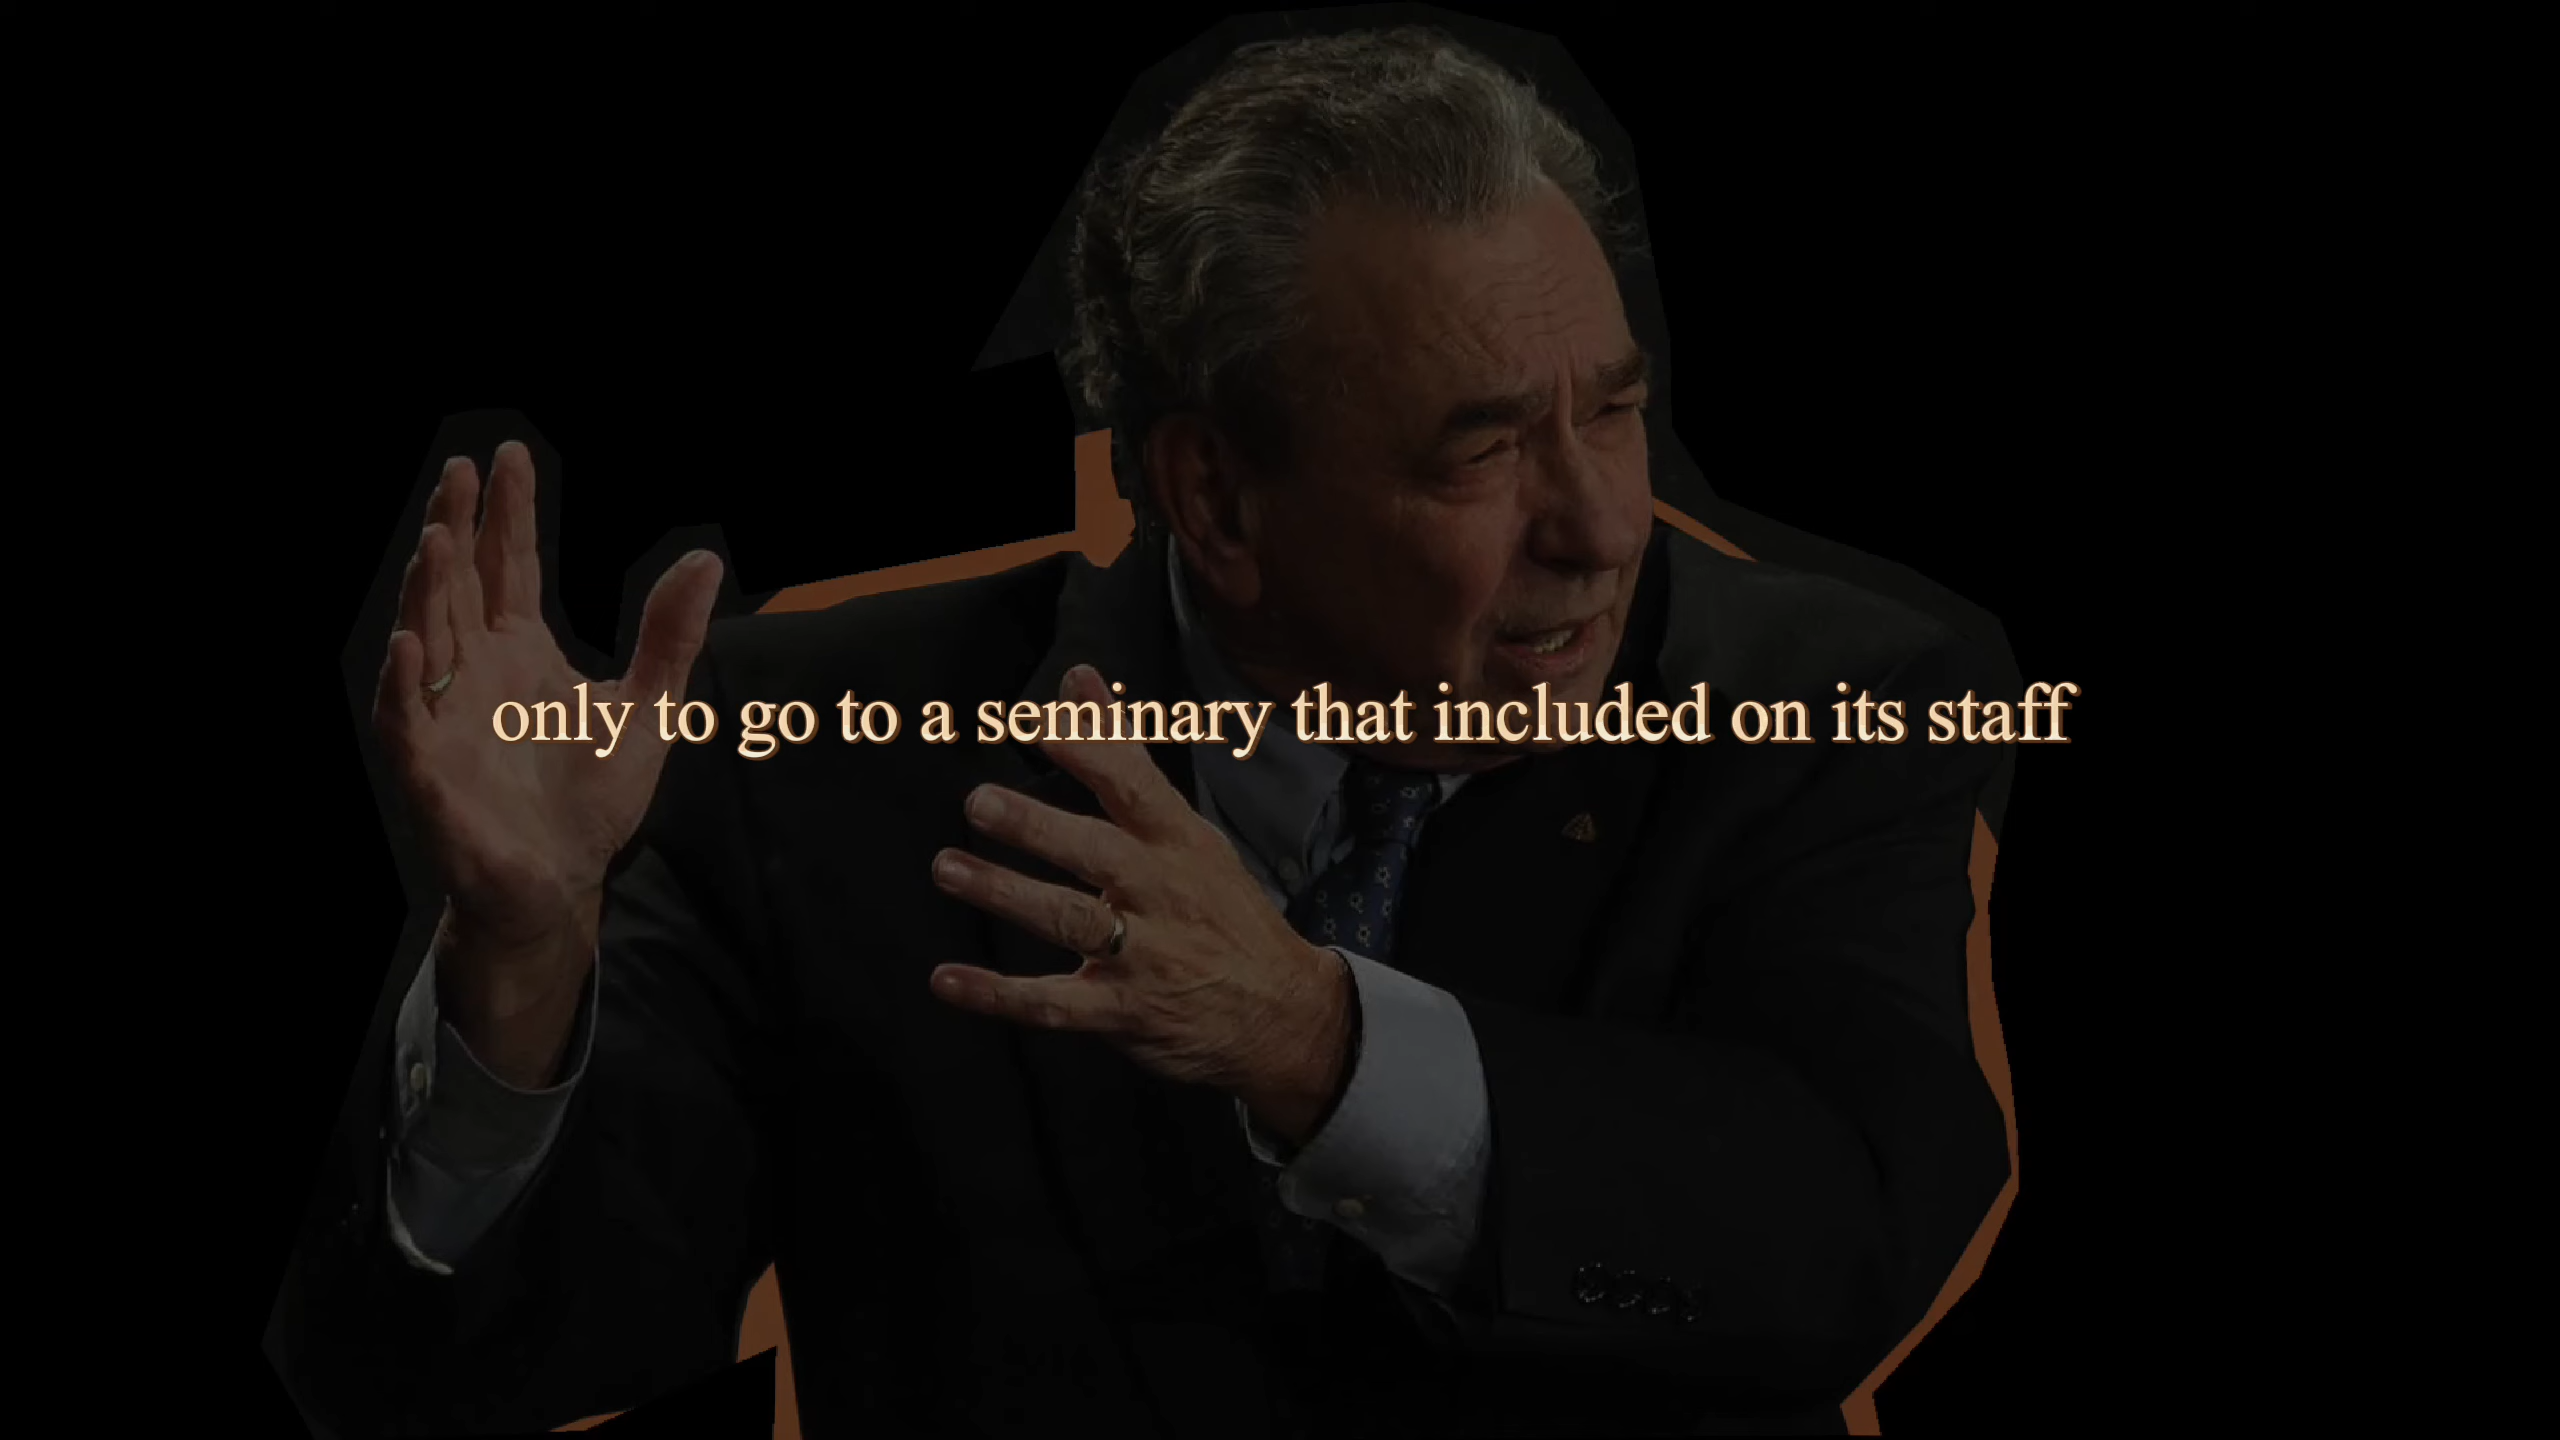 only to go to a seminary that included on its staff